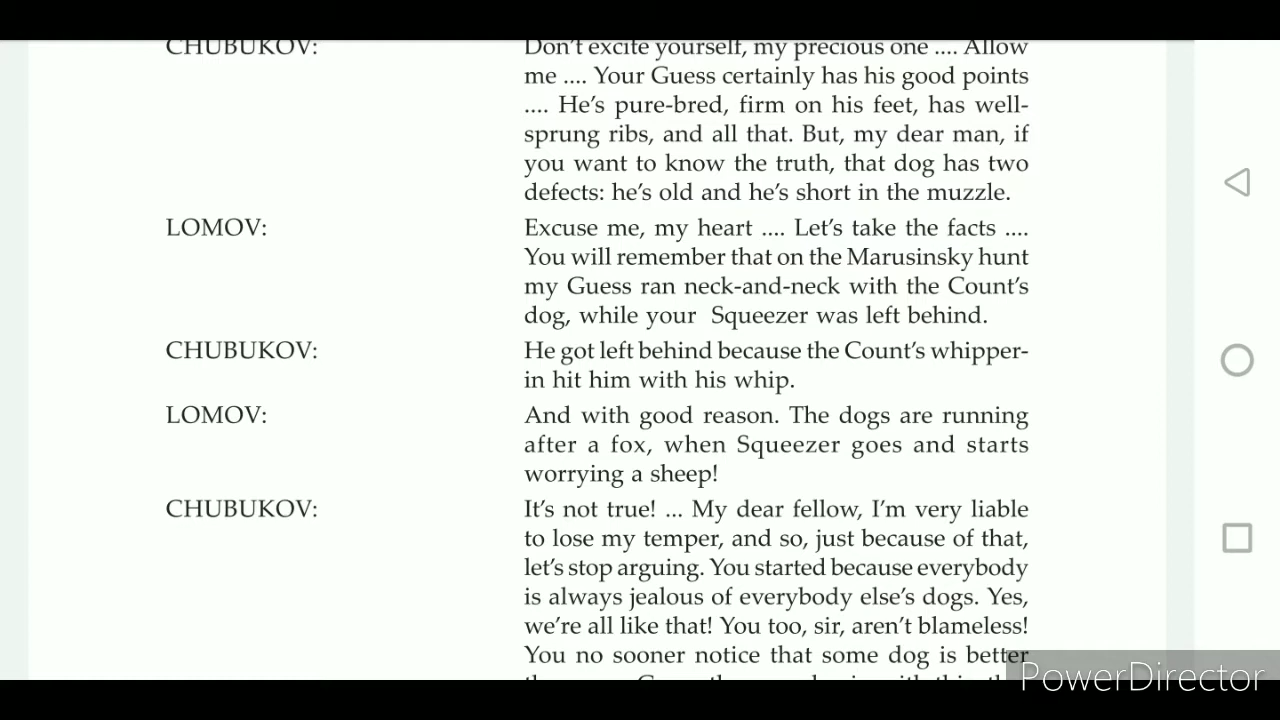 CHUBUKOV: Don't excite yourself, my precious one .... Allow
me .... Your Guess certainly has his good points
.... He's pure-bred, firm on his feet, has well-
sprung ribs, and all that. But, my dear man, if
you want to know the truth, that dog has two
defects: he's old and he's short in the muzzle.
LOMOV: Excuse me, my heart .... Let's take the facts ....
You will remember that on the Marusinsky hunt
my Guess ran neck-and-neck with the Count's
dog, while your Squeezer was left behind.
CHUBUKOV: He got left behind because the Count's whipper-
in hit him with his whip.
LOMOV: And with good reason. The dogs are running
after a fox, when Squeezer goes and starts
worrying a sheep!
CHUBUKOV: It's not true! ... My dear fellow, I'm very liable
to lose my temper, and so, just because of that,
let's stop arguing. You started because everybody
is always jealous of everybody else's dogs. Yes,
we're all like that! You too, sir, aren't blameless!
You no sooner notice that some dog is better
PowerDirector